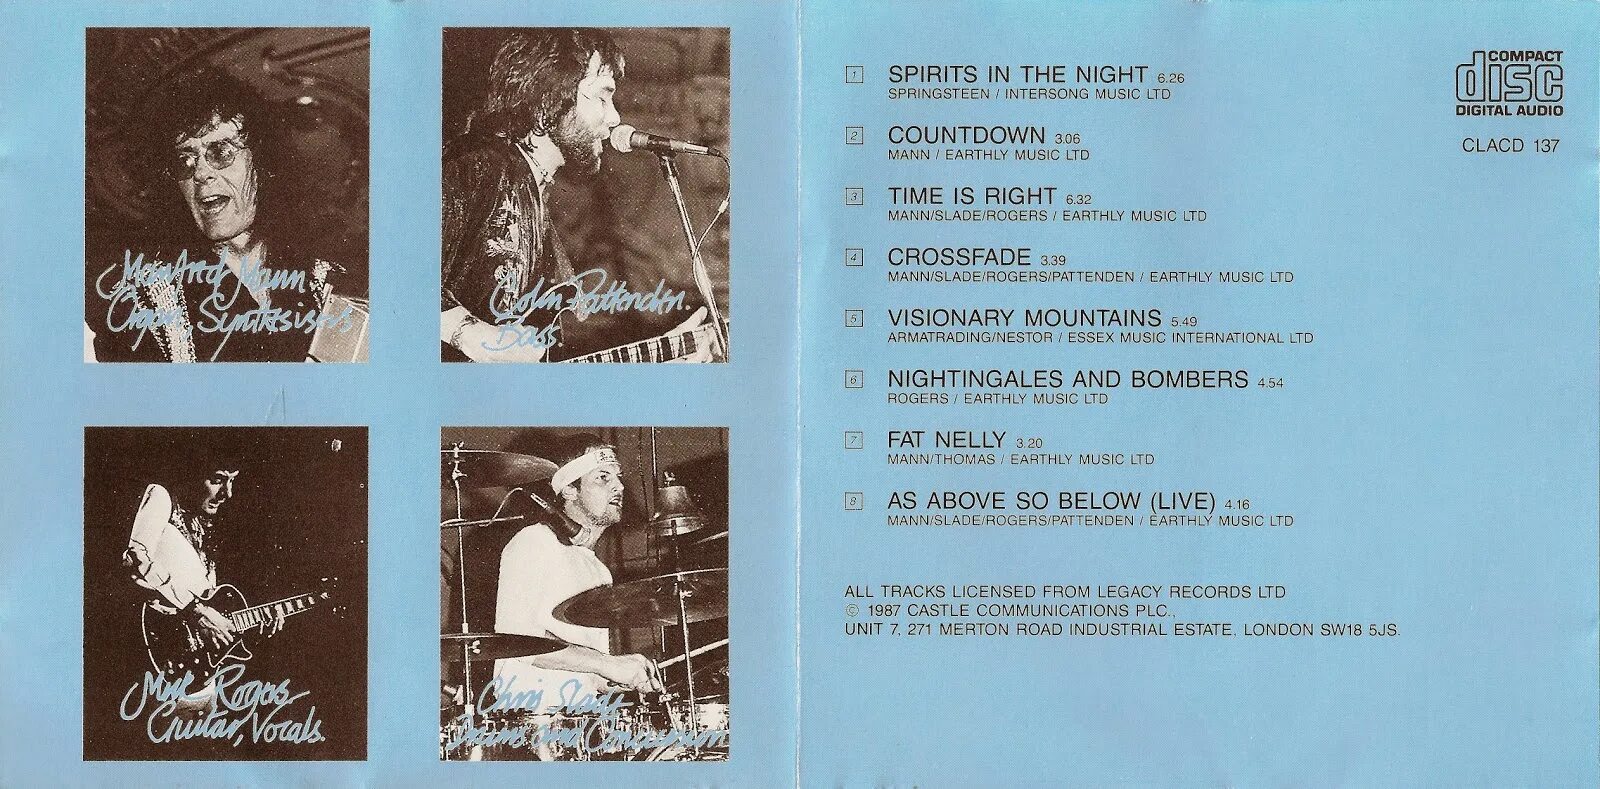 Manfred Mann
Organ, Synthesisers
Colin Pattenden.
Bass.
Mick Rogers
Guitar, Vocals.
Chris Slade
Drums and Concussion
1 SPIRITS IN THE NIGHT 6.26
SPRINGSTEEN / INTERSONG MUSIC LTD
2 COUNTDOWN 3.06
MANN / EARTHLY MUSIC LTD
3 TIME IS RIGHT 6.32
MANN/SLADE/ROGERS / EARTHLY MUSIC LTD
4 CROSSFADE 3.39
MANN/SLADE/ROGERS/PATTENDEN / EARTHLY MUSIC LTD
5 VISIONARY MOUNTAINS 5.49
ARMATRADING/NESTOR / ESSEX MUSIC INTERNATIONAL LTD
6 NIGHTINGALES AND BOMBERS 4.54
ROGERS / EARTHLY MUSIC LTD
7 FAT NELLY 3.20
MANN/THOMAS / EARTHLY MUSIC LTD
8 AS ABOVE SO BELOW (LIVE) 4.16
MANN/SLADE/ROGERS/PATTENDEN / EARTHLY MUSIC LTD
ALL TRACKS LICENSED FROM LEGACY RECORDS LTD
© 1987 CASTLE COMMUNICATIONS PLC.,
UNIT 7, 271 MERTON ROAD INDUSTRIAL ESTATE, LONDON SW18 5JS.
COMPACT
disc
DIGITAL AUDIO
CLACD 137